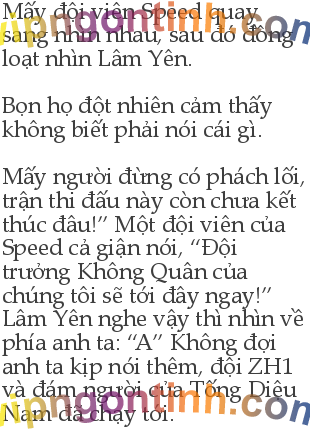 Mấy đội viên Speed quay
sang nhìn nhau, sau đó đồng
loạt nhìn Lâm Yên.
Bọn họ đột nhiên cảm thấy
không biết phải nói cái gì.
Mấy người đừng có phách lối,
trận thi đấu này còn chưa kết
thúc đâu!” Một đội viên của
Speed cả giận nói, “Đội
trưởng Không Quân của
chúng tôi sẽ tới đây ngay!”
Lâm Yên nghe vậy thì nhìn về
phía anh ta: “A” Không đợi
anh ta kịp nói thêm, đội ZH1
và đám người của Tống Diệu
Nam đã chạy tới.
vipngontinh.com
vipngontinh.com